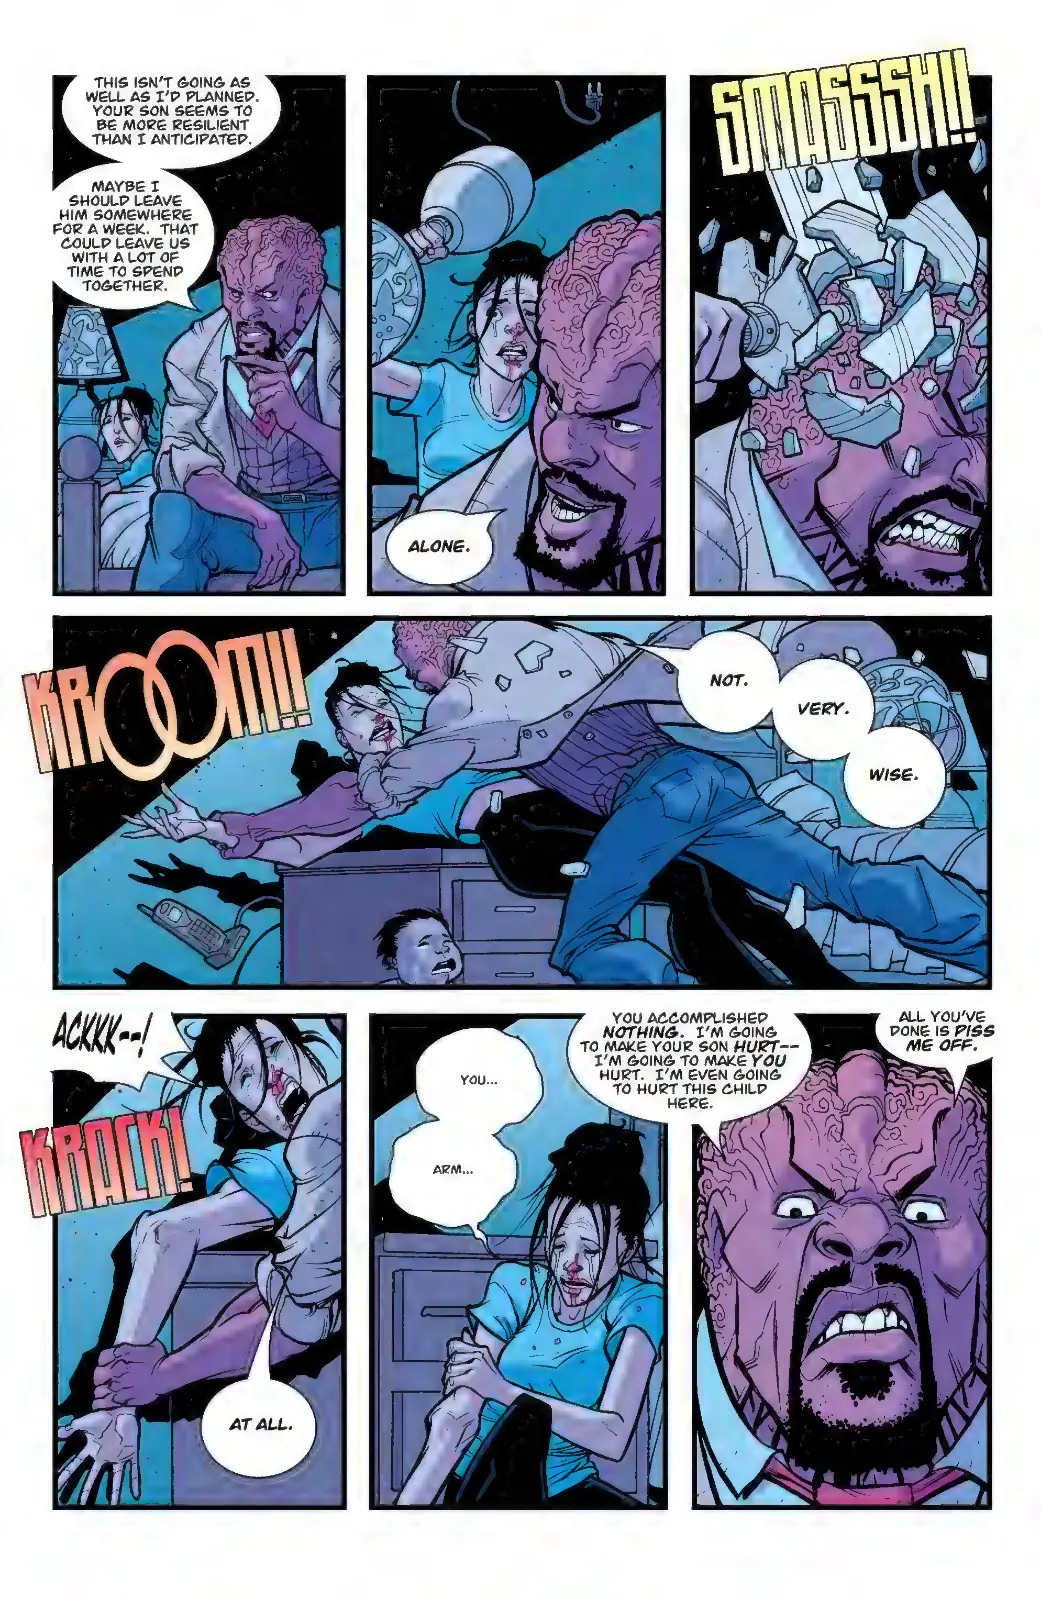 THIS ISN'T GOING AS
WELL AS I'D PLANNED.
YOUR SON SEEMS TO
BE MORE RESILIENT
THAN I ANTICIPATED.
MAYBE I
SHOULD LEAVE
HIM SOMEWHERE
FOR A WEEK. THAT
COULD LEAVE US
WITH A LOT OF
TIME TO SPEND
TOGETHER.
ALONE.
SMASSSSH!!
KROOOM!!
NOT.
VERY.
WISE.
ACKKK--!
KRACK!
AT ALL.
YOU...
ARM...
YOU ACCOMPLISHED
NOTHING. I'M GOING
TO MAKE YOUR SON HURT--
I'M GOING TO MAKE YOU
HURT. I'M EVEN GOING
TO HURT THIS CHILD
HERE.
ALL YOU'VE
DONE IS PISS
ME OFF.